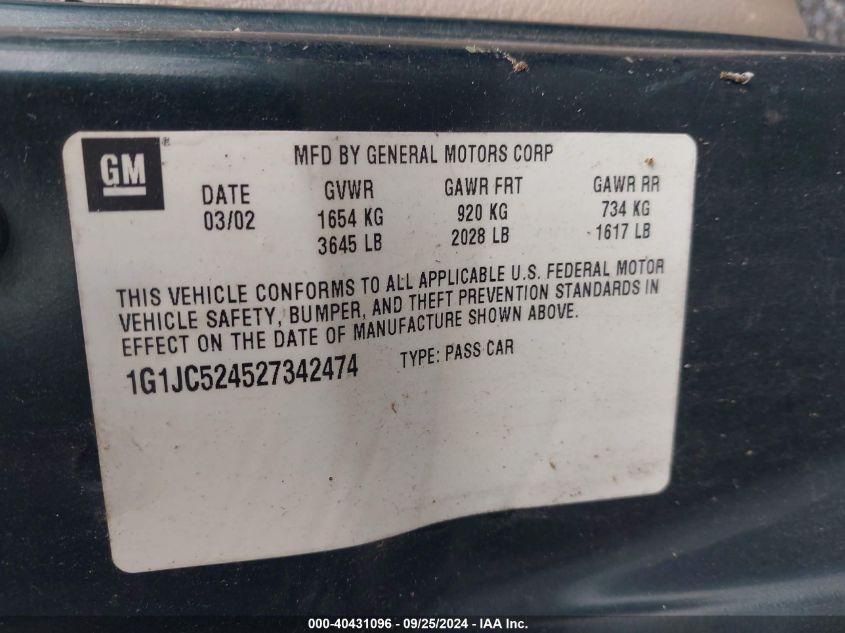 GM ®
MFD BY GENERAL MOTORS CORP
DATE GVWR GAWR FRT GAWR RR
03/02 1654 KG 920 KG 734 KG
3645 LB 2028 LB 1617 LB
THIS VEHICLE CONFORMS TO ALL APPLICABLE U.S. FEDERAL MOTOR
VEHICLE SAFETY, BUMPER, AND THEFT PREVENTION STANDARDS IN
EFFECT ON THE DATE OF MANUFACTURE SHOWN ABOVE.
1G1JC524527342474 TYPE: PASS CAR
000-40431096 - 09/25/2024 - IAA Inc.